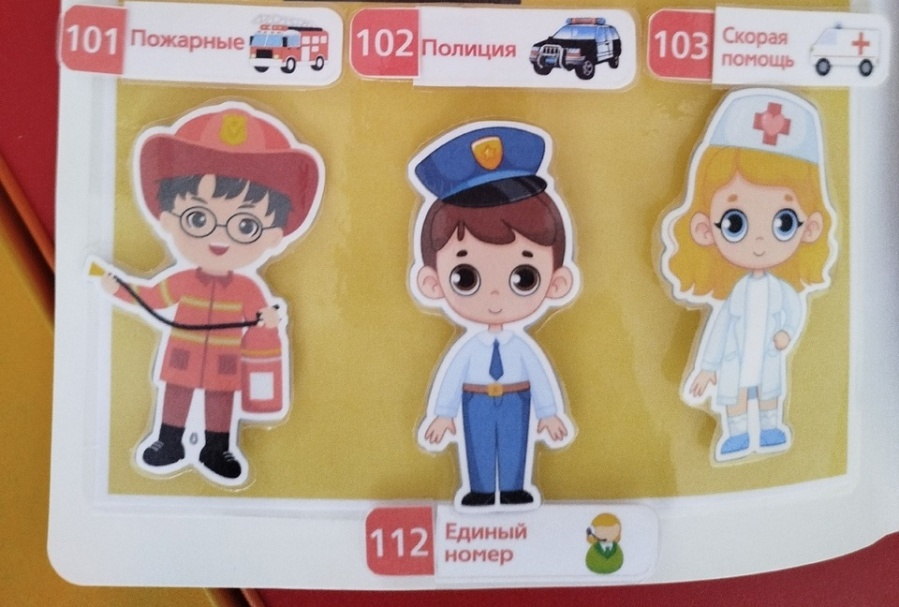 101 Пожарные
102 Полиция
103 Скорая
помощь
112 Единый
номер